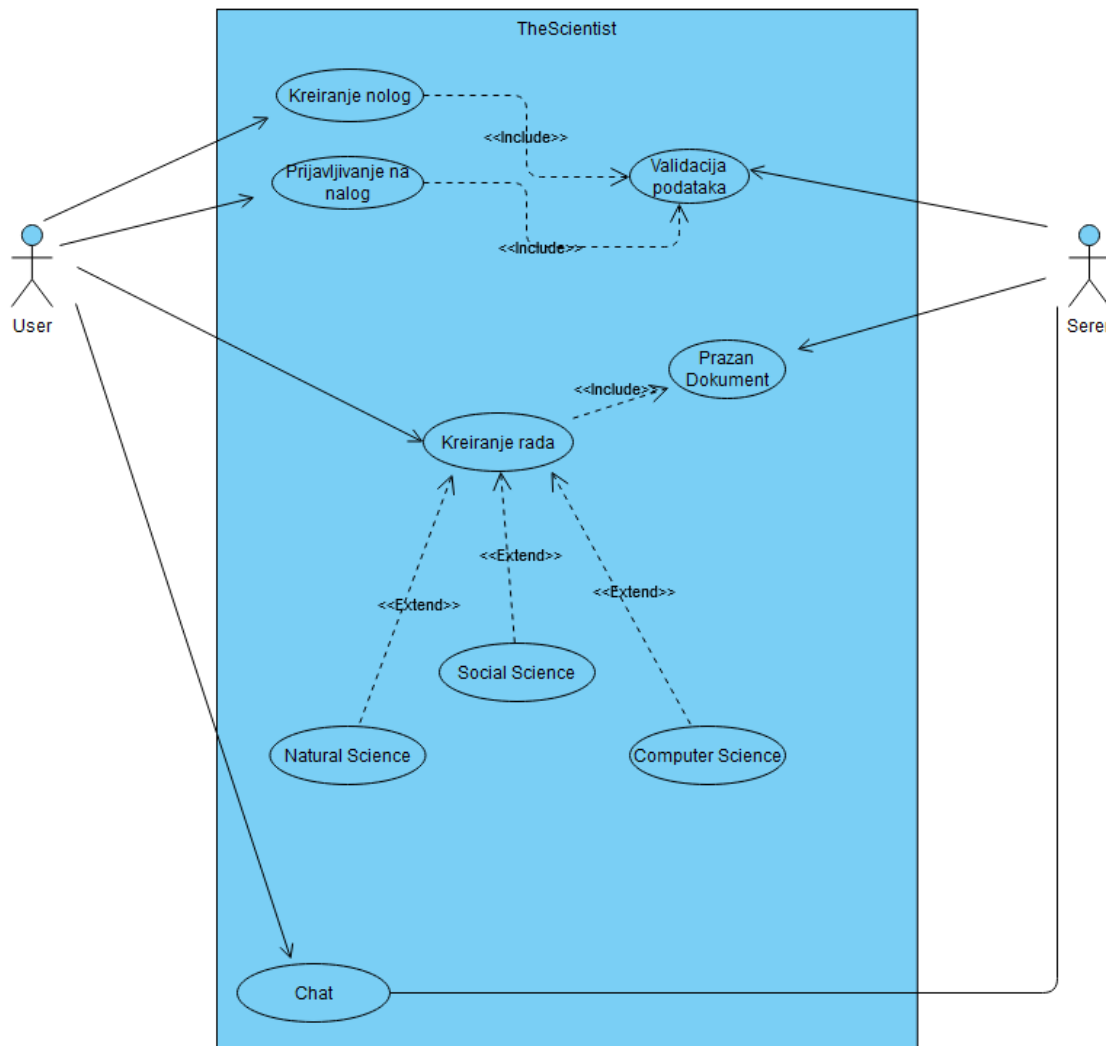 TheScientist
Kreiranje nolog
<<Include>>
Prijavljivanje na
nalog
Validacija
podataka
<<Include>>
User
Serer
Prazan
Dokument
<<Include>>
Kreiranje rada
<<Extend>>
<<Extend>>
<<Extend>>
Social Science
Natural Science
Computer Science
Chat